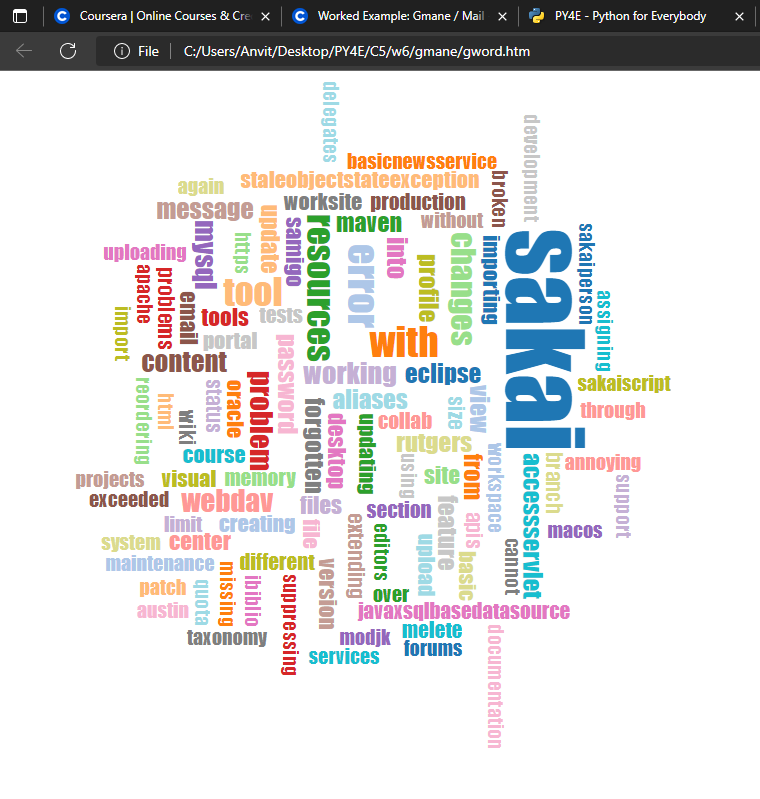 Coursera | Online Courses & Cre
Worked Example: Gmane / Mail
PY4E - Python for Everybody
File
C:/Users/Anvit/Desktop/PY4E/C5/w6/gmane/gword.htm
delegates
development
basicnewsservice
again
staleobjectstateexception
broken
message
worksite
production
update
samigo
resources
maven
without
mysql
https
error
into
changes
importing
sakai
sakaiperson
uploading
apache
problems
profile
tool
email
import
tools
tests
assigning
portal
with
content
password
working
eclipse
sakaiscript
reordering
html
wiki
status
oracle
problem
forgotten
aliases
size
view
through
desktop
updating
collab
rutgers
course
using
from
workspace
accessservlet
branch
annoying
projects
visual
memory
site
support
exceeded
webdav
files
section
feature
apis
limit
creating
file
extending
editors
macos
system
center
upload
basic
cannot
maintenance
different
version
patch
quota
missing
ibiblio
suppressing
over
austin
javaxsqlbasedatasource
taxonomy
modjk
melete
documentation
services
forums